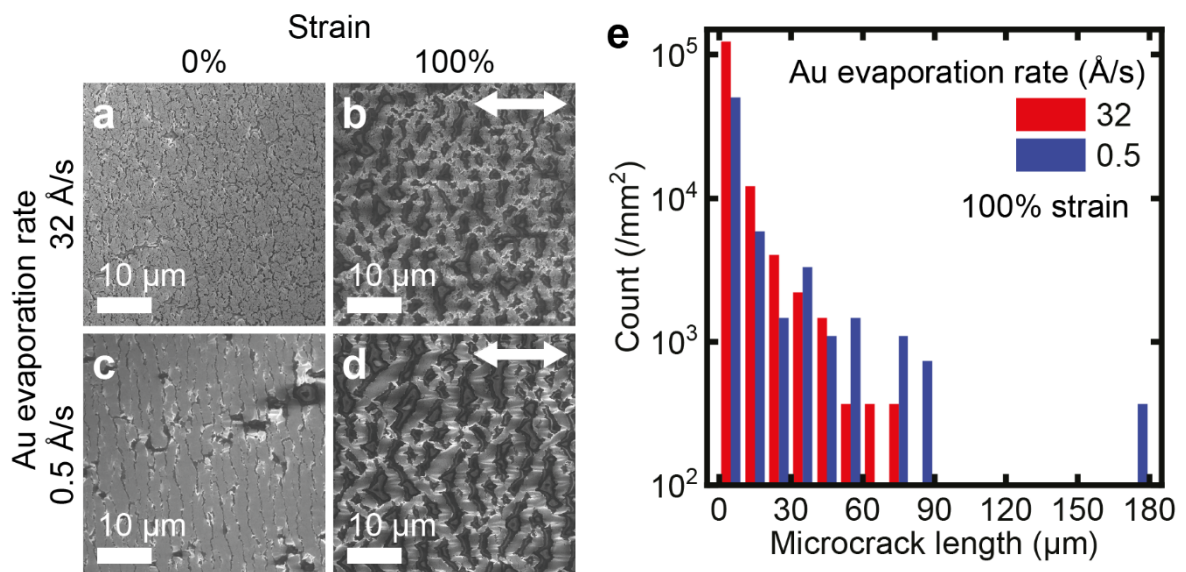 Strain
0%
100%
Au evaporation rate
32 Å/s
0.5 Å/s
a
10 µm
b
10 µm
c
10 µm
d
10 µm
e
Au evaporation rate (Å/s)
32
0.5
100% strain
Count (/mm²)
10⁵
10⁴
10³
10²
0 30 60 90 120 150 180
Microcrack length (µm)